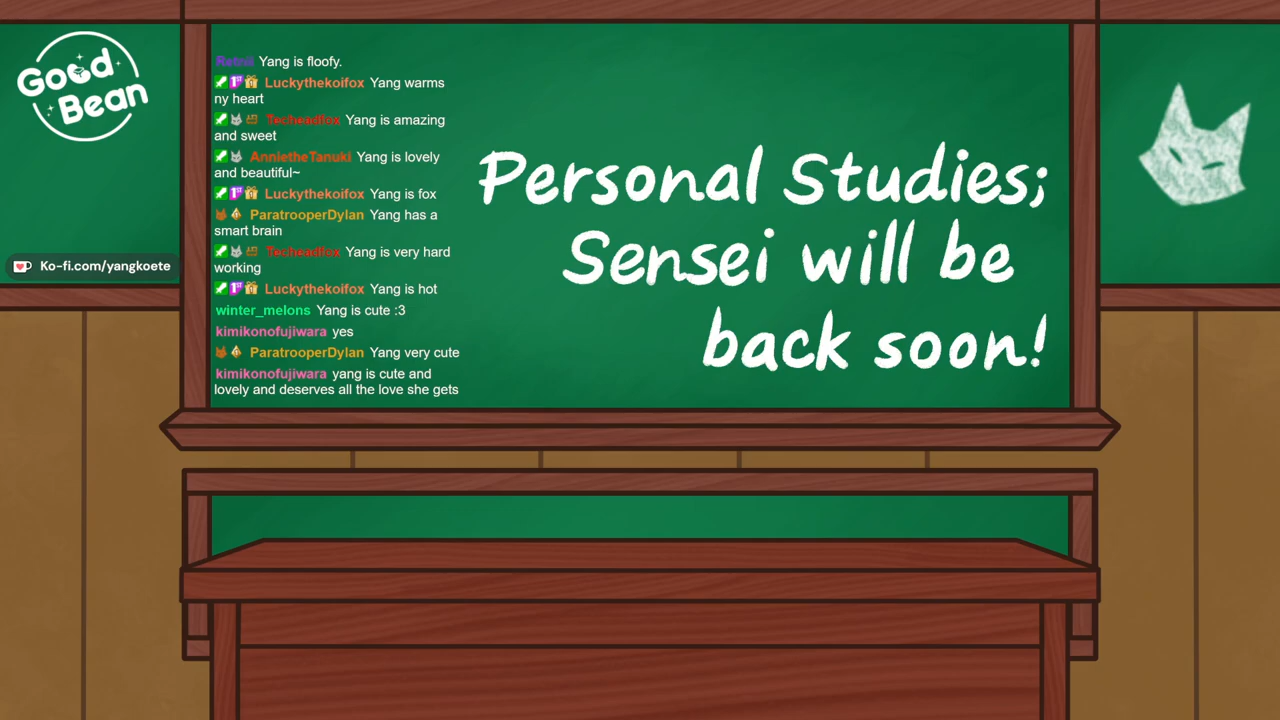 Good
Bean
Ko-fi.com/yangkoete
Retrul Yang is floofy.
Luckythekoifox Yang warms
ny heart
Techeadfox Yang is amazing
and sweet
AnnietheTanuki Yang is lovely
and beautiful~
Luckythekoifox Yang is fox
ParatrooperDylan Yang has a
smart brain
Techeadfox Yang is very hard
working
Luckythekoifox Yang is hot
winter_melons Yang is cute :3
kimikonofujiwara yes
ParatrooperDylan Yang very cute
kimikonofujiwara yang is cute and
lovely and deserves all the love she gets
Personal Studies;
Sensei will be
back soon!